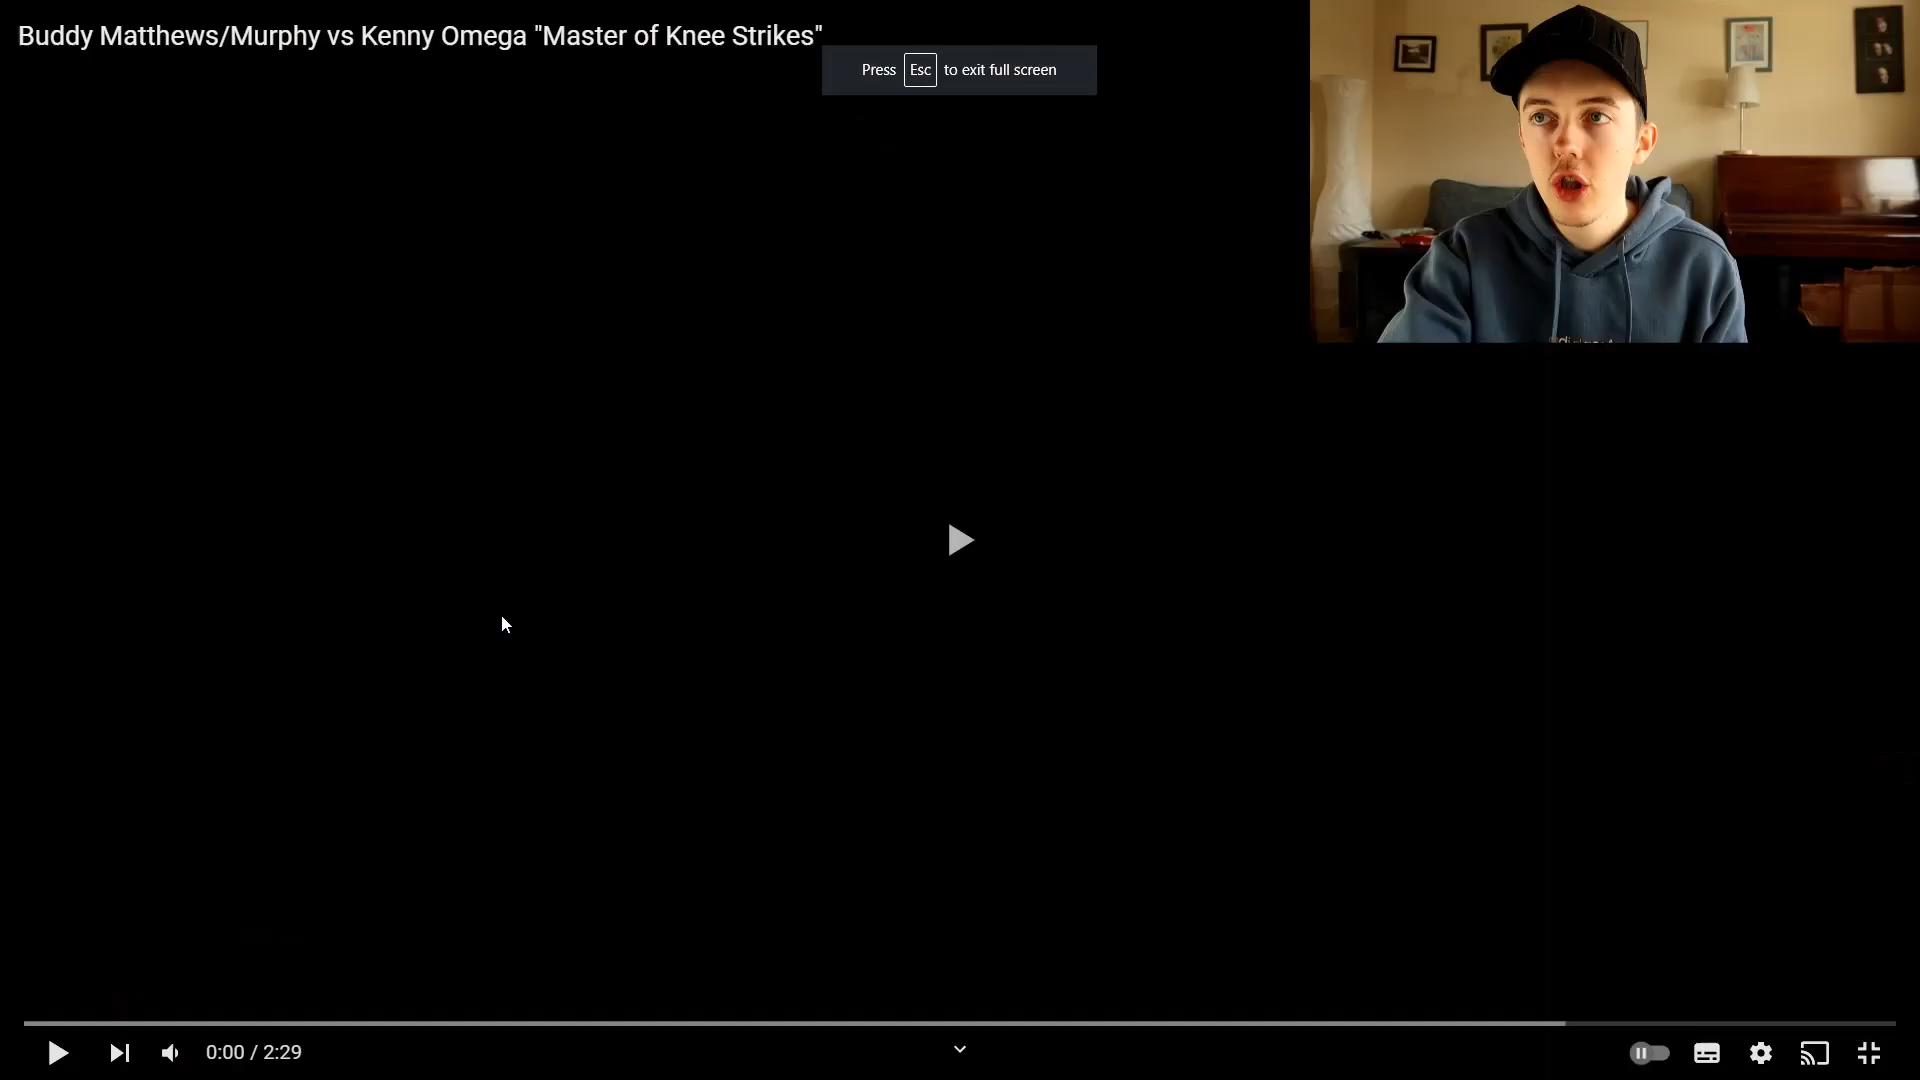 Buddy Matthews/Murphy vs Kenny Omega "Master of Knee Strikes"
Press Esc to exit full screen
0:00 / 2:29